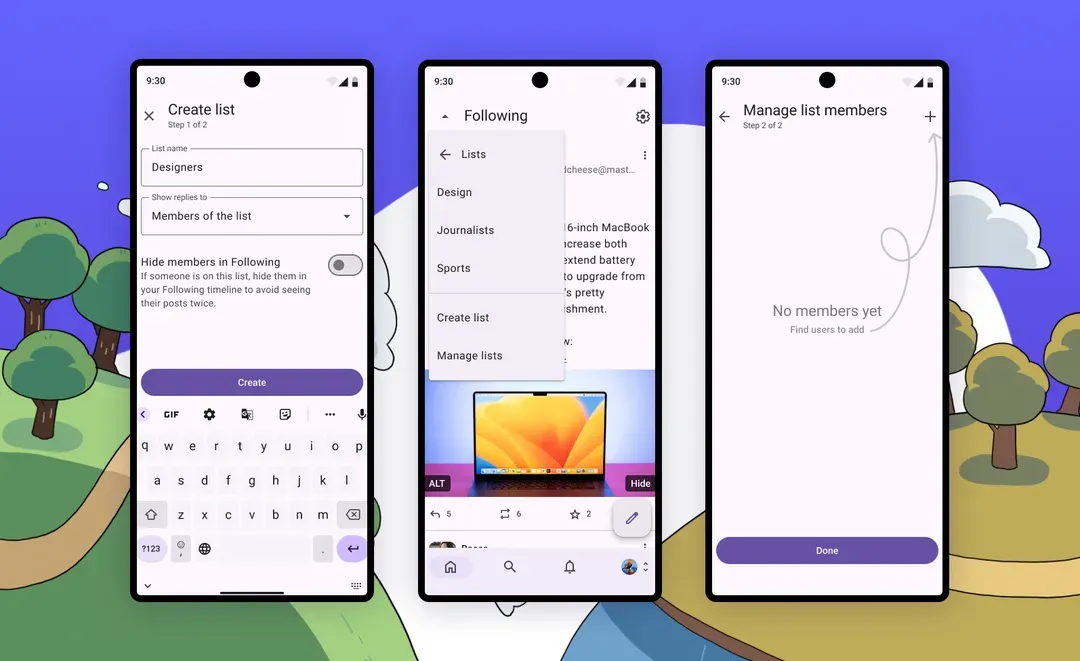 9:30
Create list
Step 1 of 2
List name
Designers
Show replies to
Members of the list
Hide members in Following
If someone is on this list, hide them in
your Following timeline to avoid seeing
their posts twice.
Create
GIF
q w e r t y u i o p
a s d f g h j k l
z x c v b n m
?123 , .
9:30
Following
Lists
dcheese@mast...
Design
Journalists
Sports
Create list
Manage lists
16-inch MacBook
ncrease both
extend battery
to upgrade from
's pretty
ishment.
w:
ALT
Hide
5 6 2
9:30
Manage list members
Step 2 of 2
No members yet
Find users to add
Done